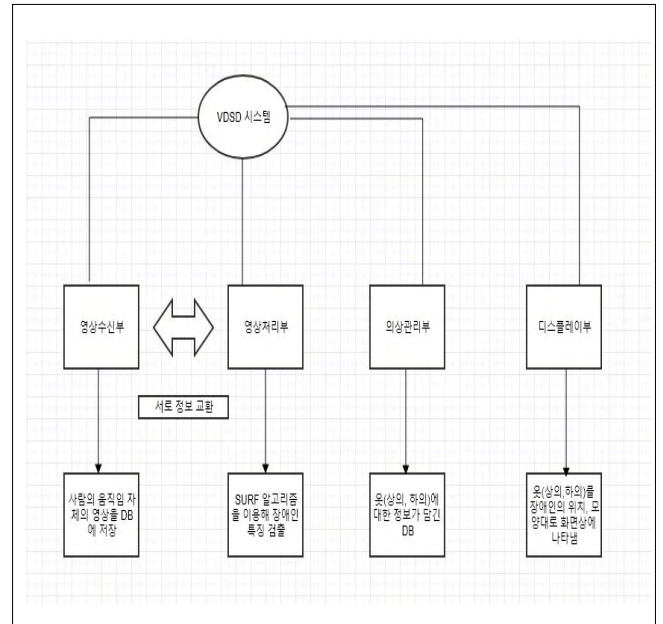 VDSD 시스템
영상수신부
영상처리부
의상관리부
디스플레이부
서로 정보 교환
사람의 움직임 자
체의 영상를 DB
에 저장
SURF 알고리즘
을 이용해 장애인
특징 검출
옷(상의, 하의)에
대한 정보가 담긴
DB
옷(상의,하의)를
장애인의 위치, 모
양대로 화면상에
나타냄